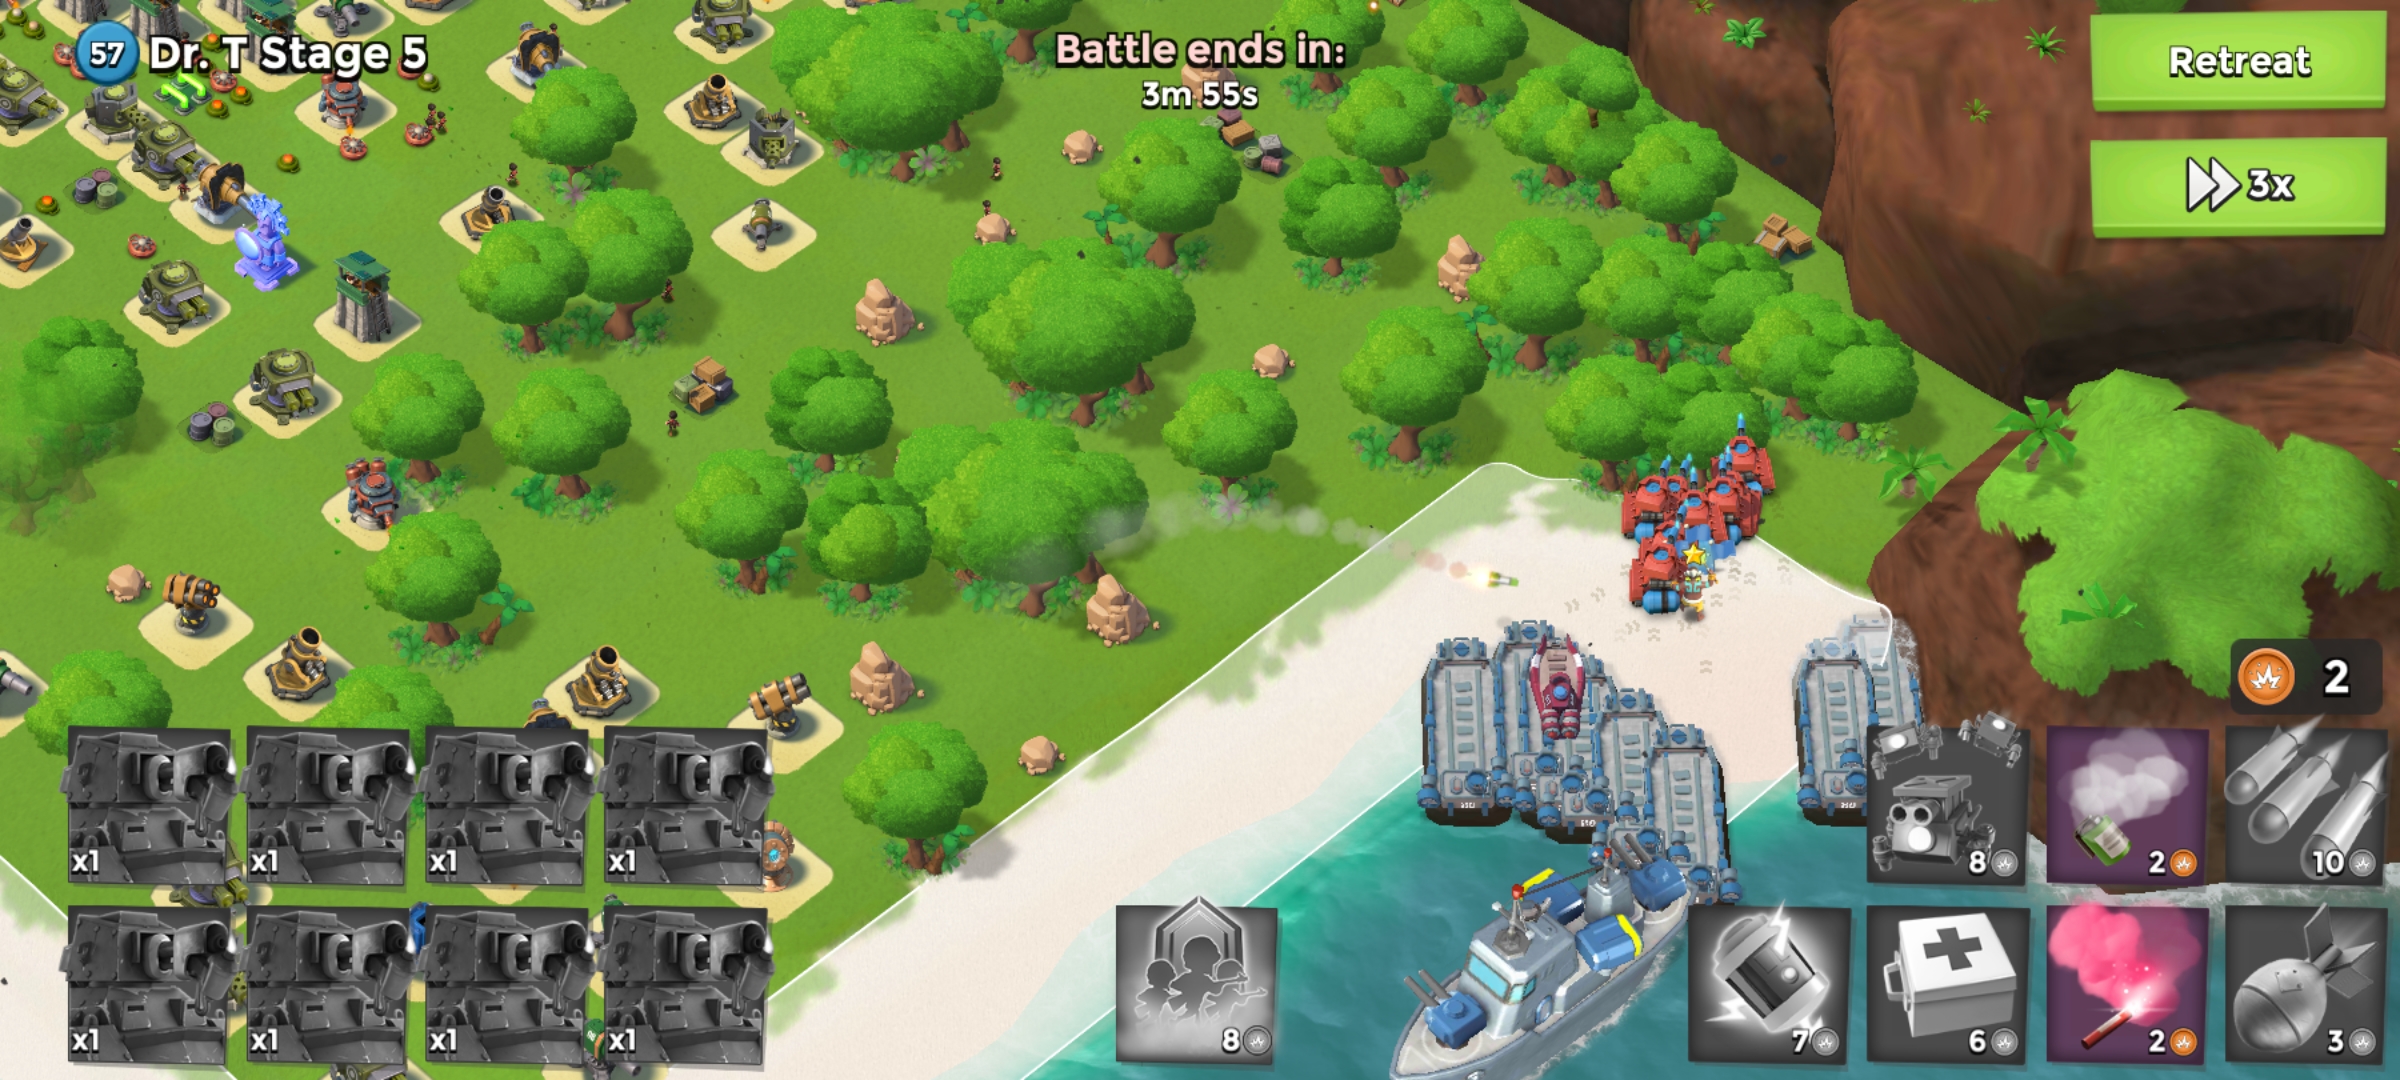 57 Dr. T Stage 5
Battle ends in:
3m 55s
Retreat
3x
2
x1 x1 x1 x1
8 2 10
x1 x1 x1 x1
8 7 6 2 3